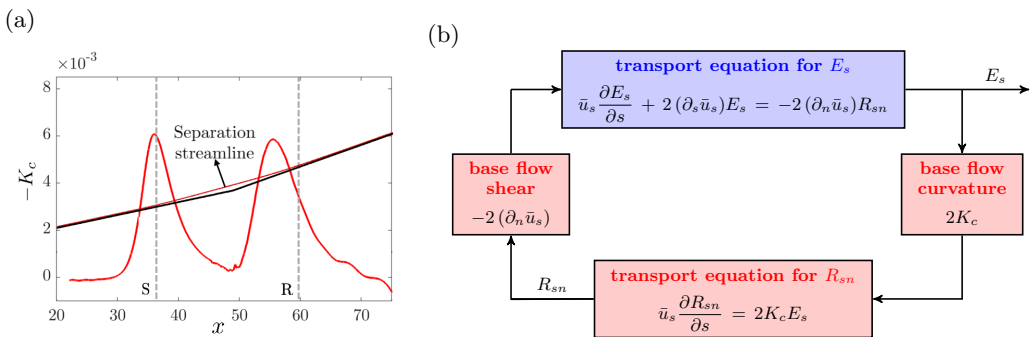 (a)
×10⁻³
8
6
4
2
0
−K_c
Separation
streamline
S
R
20
30
40
50
60
70
x
(b)
transport equation for E_s
ū_s ∂E_s/∂s + 2 (∂_s ū_s)E_s = −2 (∂_n ū_s)R_sn
E_s
base flow
shear
−2 (∂_n ū_s)
base flow
curvature
2K_c
R_sn
transport equation for R_sn
ū_s ∂R_sn/∂s = 2K_c E_s